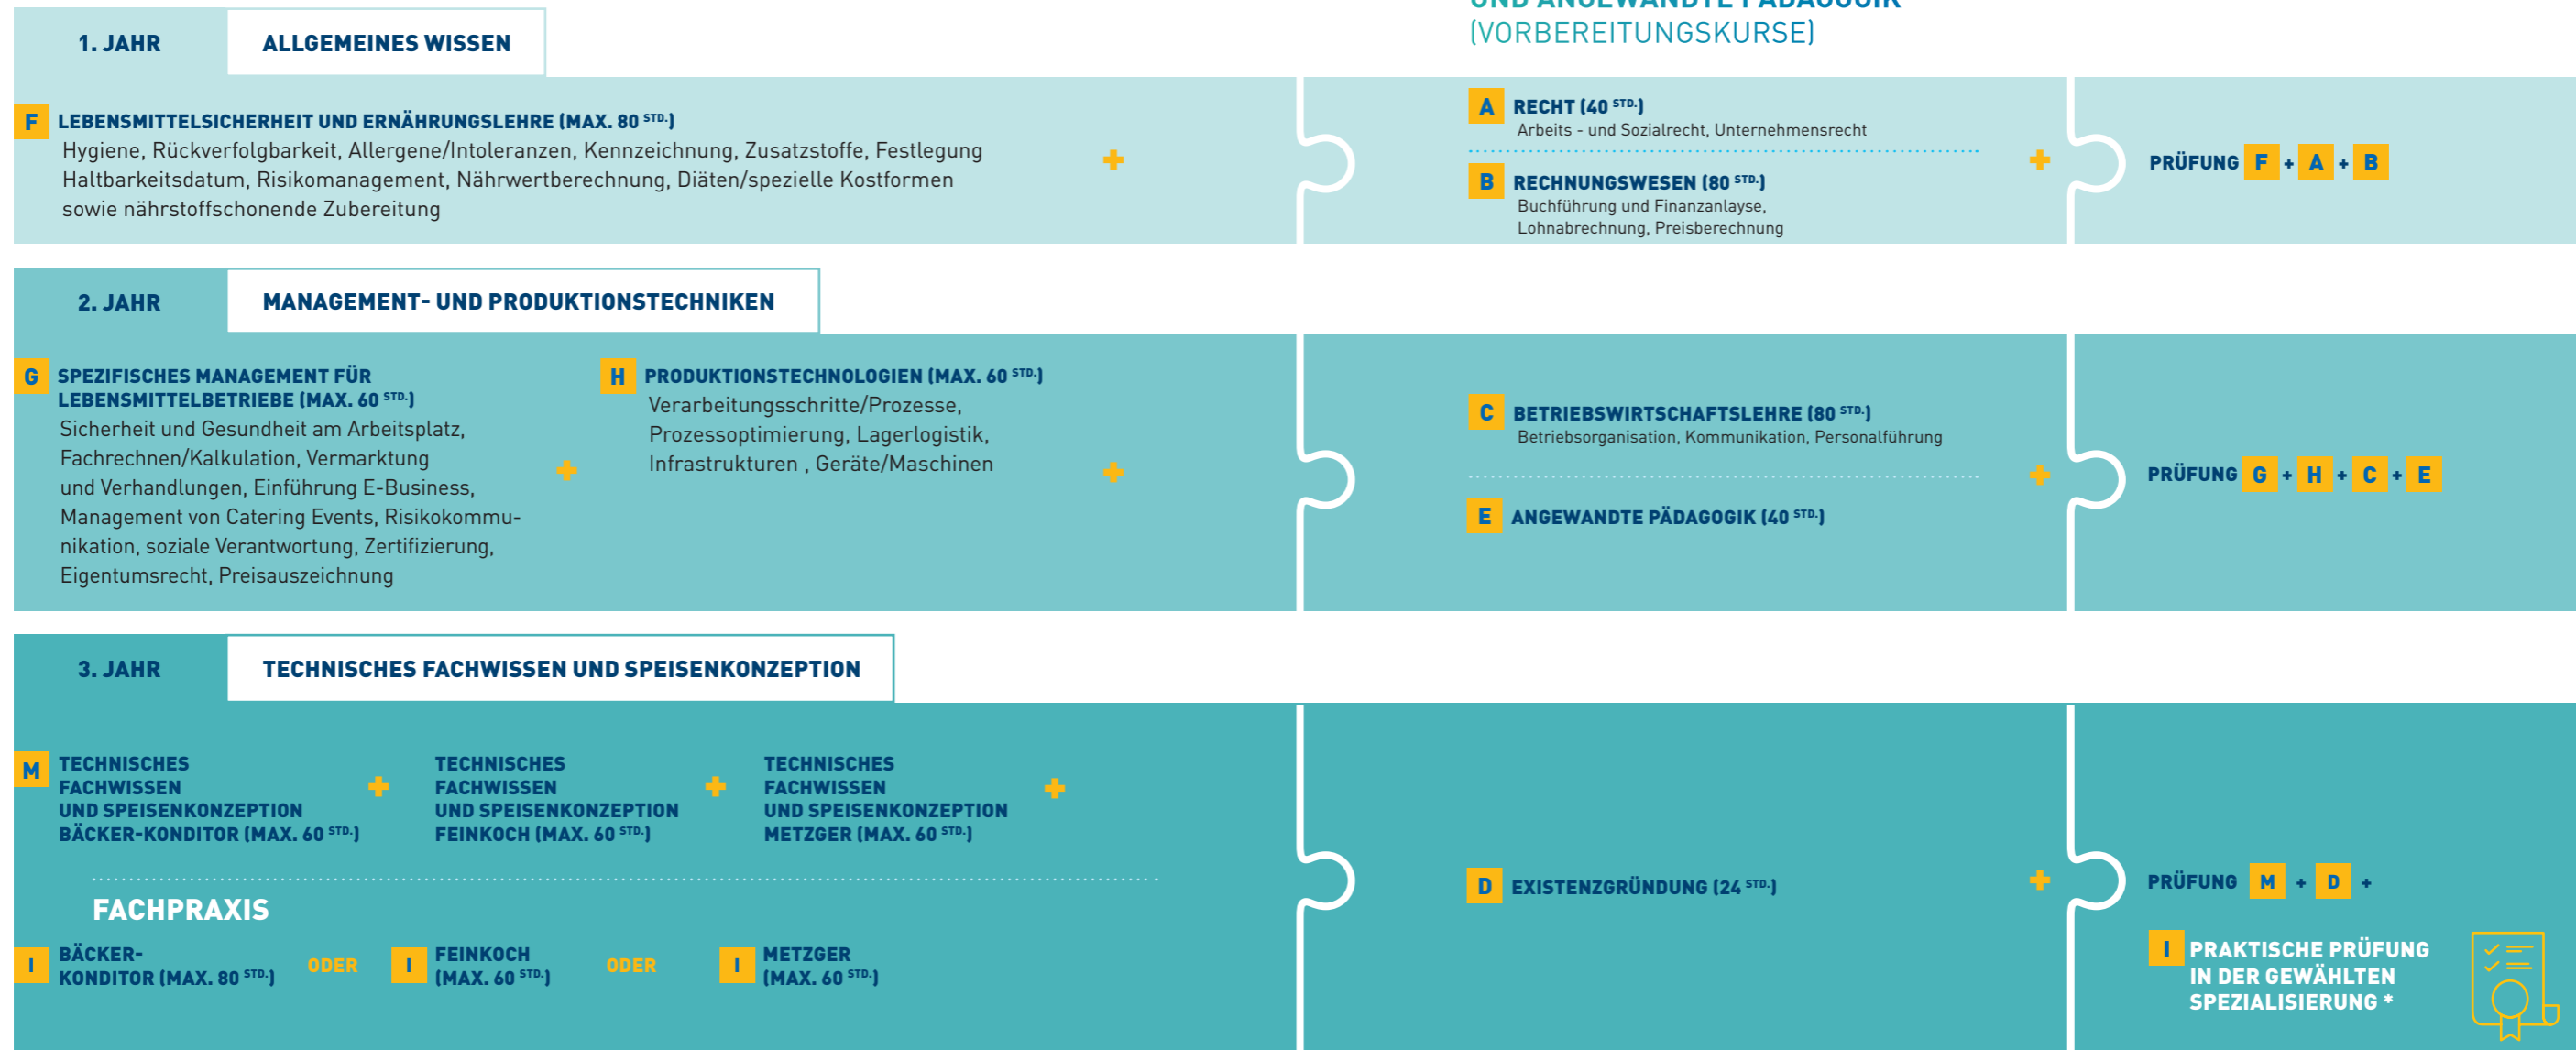 UND ANGEWANDTE PÄDAGOGIK
(VORBEREITUNGSKURSE)
1. JAHR
ALLGEMEINES WISSEN
F LEBENSMITTELSICHERHEIT UND ERNÄHRUNGSLEHRE (MAX. 80 STD.)
Hygiene, Rückverfolgbarkeit, Allergene/Intoleranzen, Kennzeichnung, Zusatzstoffe, Festlegung
Haltbarkeitsdatum, Risikomanagement, Nährwertberechnung, Diäten/spezielle Kostformen
sowie nährstoffschonende Zubereitung
+
A RECHT (40 STD.)
Arbeits - und Sozialrecht, Unternehmensrecht
B RECHNUNGSWESEN (80 STD.)
Buchführung und Finanzanlayse,
Lohnabrechnung, Preisberechnung
+
PRÜFUNG F + A + B
2. JAHR
MANAGEMENT- UND PRODUKTIONSTECHNIKEN
G SPEZIFISCHES MANAGEMENT FÜR
LEBENSMITTELBETRIEBE (MAX. 60 STD.)
Sicherheit und Gesundheit am Arbeitsplatz,
Fachrechnen/Kalkulation, Vermarktung
und Verhandlungen, Einführung E-Business,
Management von Catering Events, Risikokommu-
nikation, soziale Verantwortung, Zertifizierung,
Eigentumsrecht, Preisauszeichnung
+
H PRODUKTIONSTECHNOLOGIEN (MAX. 60 STD.)
Verarbeitungsschritte/Prozesse,
Prozessoptimierung, Lagerlogistik,
Infrastrukturen , Geräte/Maschinen
+
C BETRIEBSWIRTSCHAFTSLEHRE (80 STD.)
Betriebsorganisation, Kommunikation, Personalführung
E ANGEWANDTE PÄDAGOGIK (40 STD.)
+
PRÜFUNG G + H + C + E
3. JAHR
TECHNISCHES FACHWISSEN UND SPEISENKONZEPTION
M TECHNISCHES
FACHWISSEN
UND SPEISENKONZEPTION
BÄCKER-KONDITOR (MAX. 60 STD.)
+
TECHNISCHES
FACHWISSEN
UND SPEISENKONZEPTION
FEINKOCH (MAX. 60 STD.)
+
TECHNISCHES
FACHWISSEN
UND SPEISENKONZEPTION
METZGER (MAX. 60 STD.)
+
FACHPRAXIS
I BÄCKER-
KONDITOR (MAX. 80 STD.)
ODER
I FEINKOCH
(MAX. 60 STD.)
ODER
I METZGER
(MAX. 60 STD.)
D EXISTENZGRÜNDUNG (24 STD.)
+
PRÜFUNG M + D +
I PRAKTISCHE PRÜFUNG
IN DER GEWÄHLTEN
SPEZIALISIERUNG *